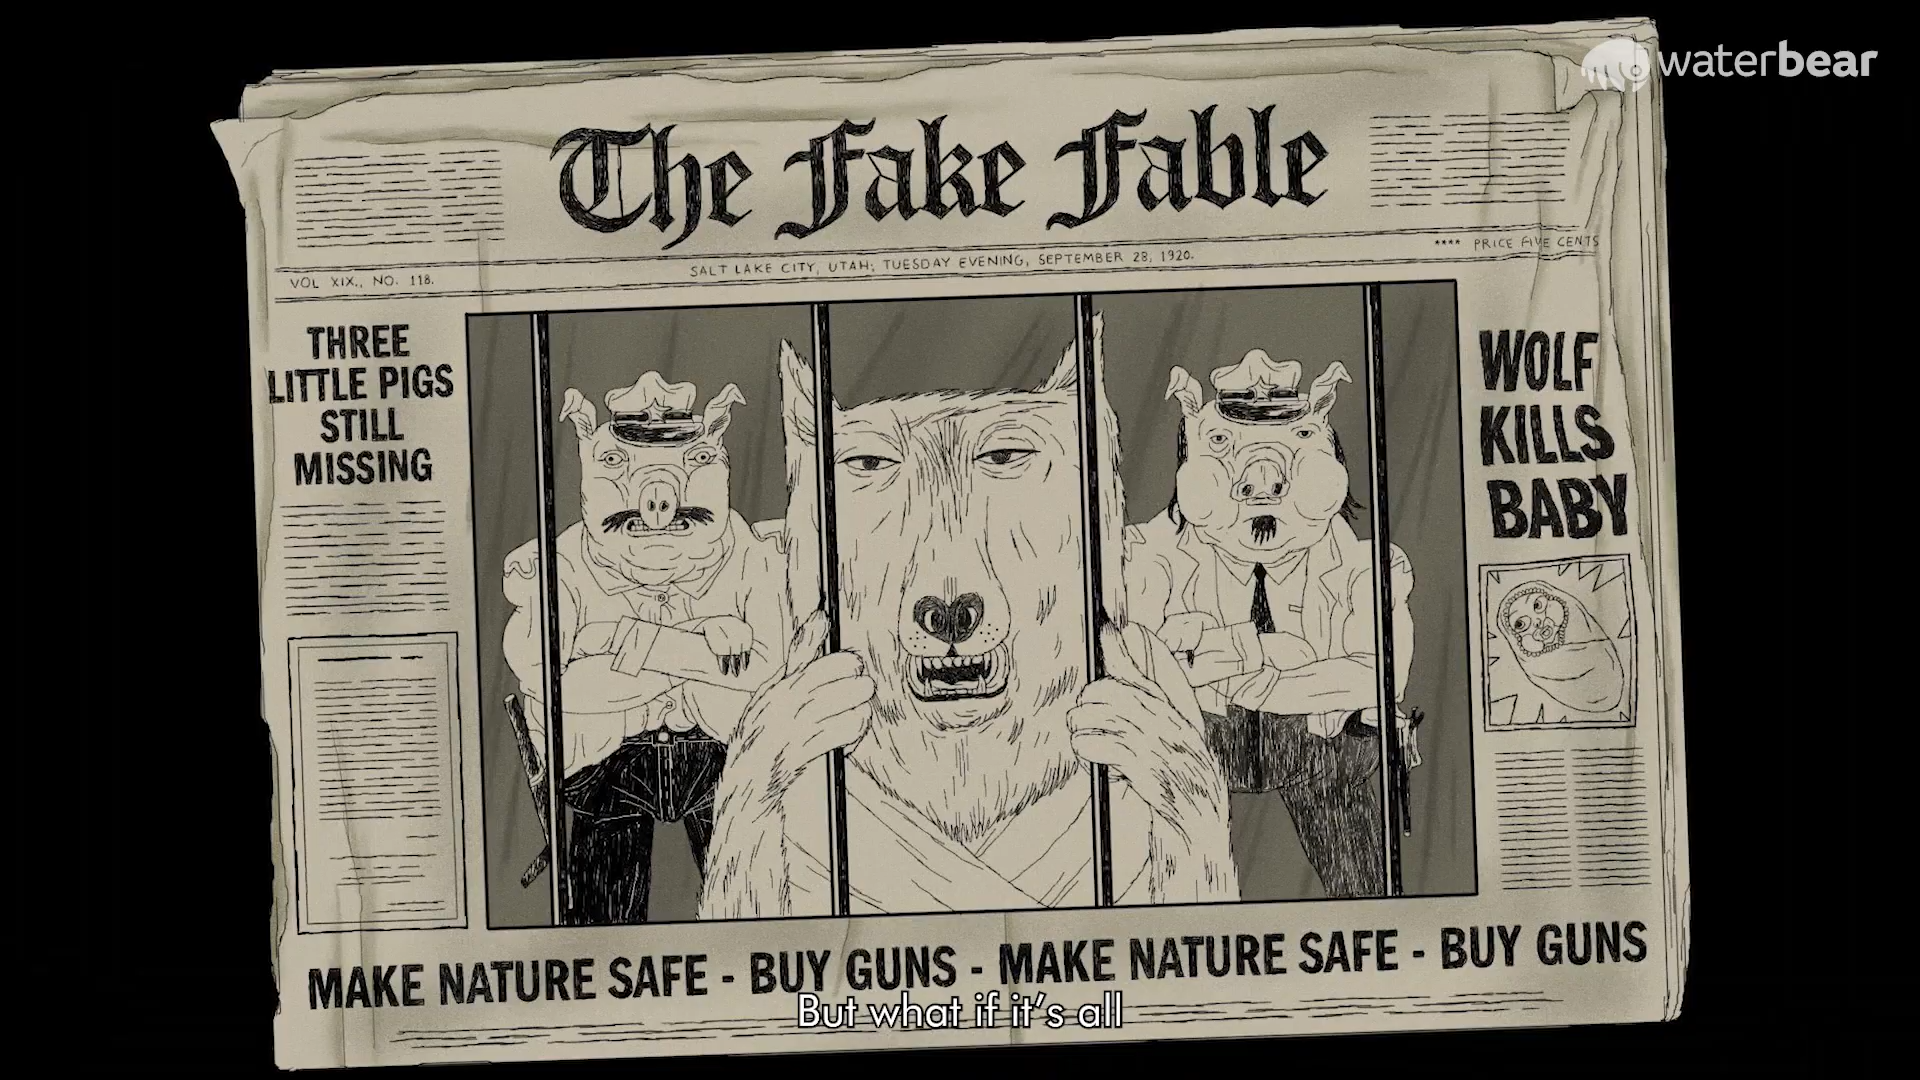 waterbear
The Fake Fable
**** PRICE FIVE CENTS
SALT LAKE CITY, UTAH; TUESDAY EVENING, SEPTEMBER 28, 1920.
VOL XIX., NO. 118.
THREE
LITTLE PIGS
STILL
MISSING
WOLF
KILLS
BABY
MAKE NATURE SAFE - BUY GUNS - MAKE NATURE SAFE - BUY GUNS
But what if it's all